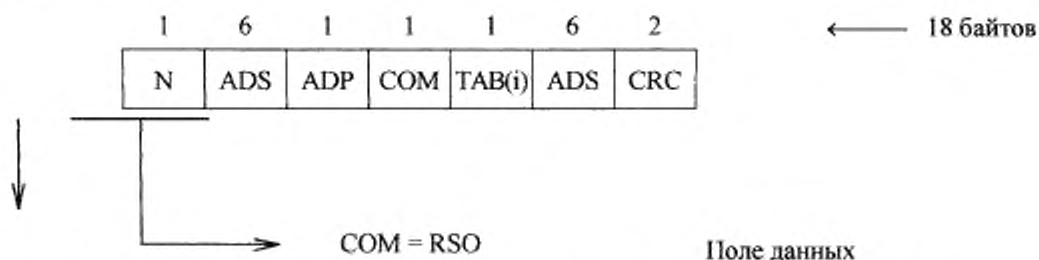 1 6 1 1 1 6 2 18 байтов
N ADS ADP COM TAB(i) ADS CRC
COM = RSO Поле данных